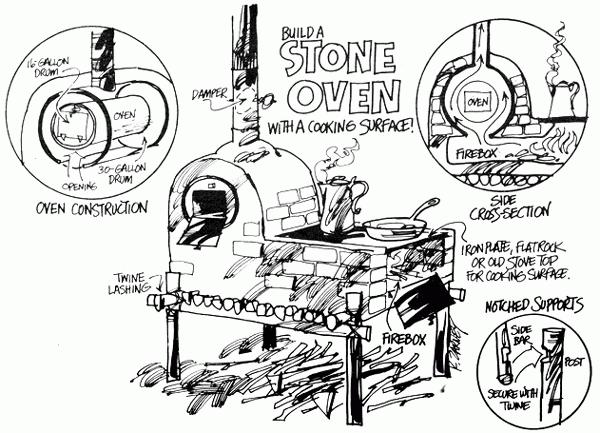 BUILD A
STONE
OVEN
WITH A COOKING SURFACE!
16 GALLON
DRUM
OVEN
OPENING
30-GALLON
DRUM
OVEN CONSTRUCTION
DAMPER
OVEN
FIREBOX
SIDE
CROSS-SECTION
IRON PLATE, FLAT ROCK
OR OLD STOVE TOP
FOR COOKING SURFACE.
TWINE
LASHING
FIREBOX
NOTCHED SUPPORTS
SIDE
BAR
POST
SECURE WITH
TWINE